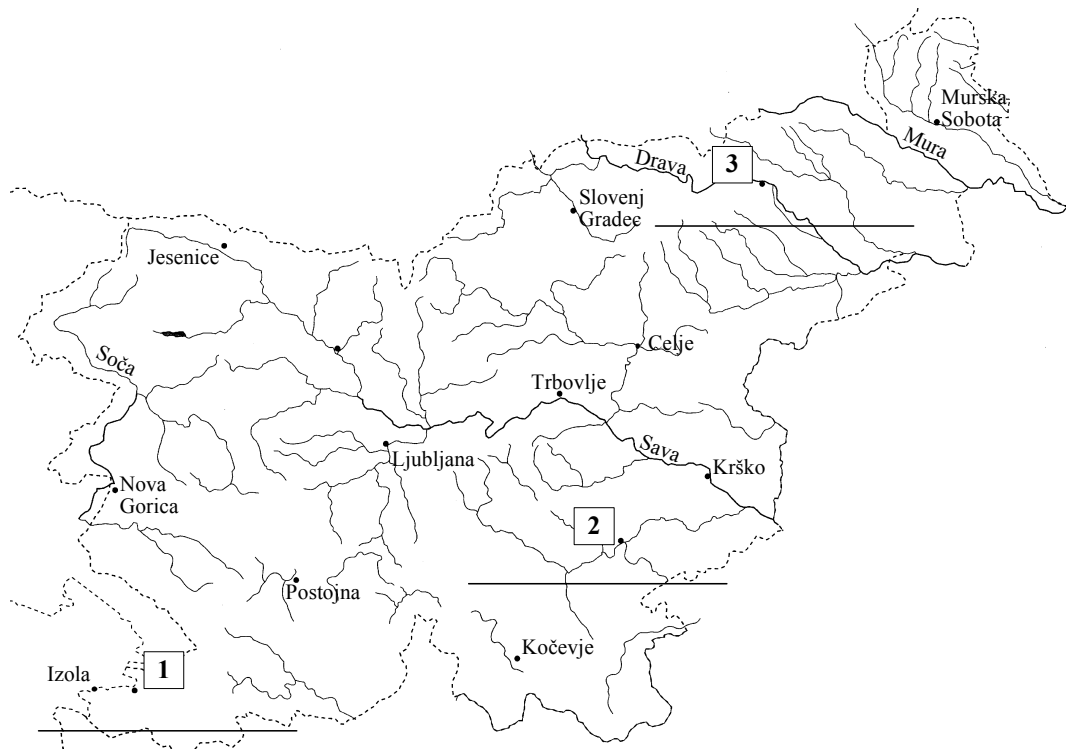 Murska
Sobota
Mura
Drava
3
Slovenj
Gradec
Jesenice
Soča
Celje
Trbovlje
Ljubljana
Sava
Krško
Nova
Gorica
2
Postojna
Kočevje
Izola
1